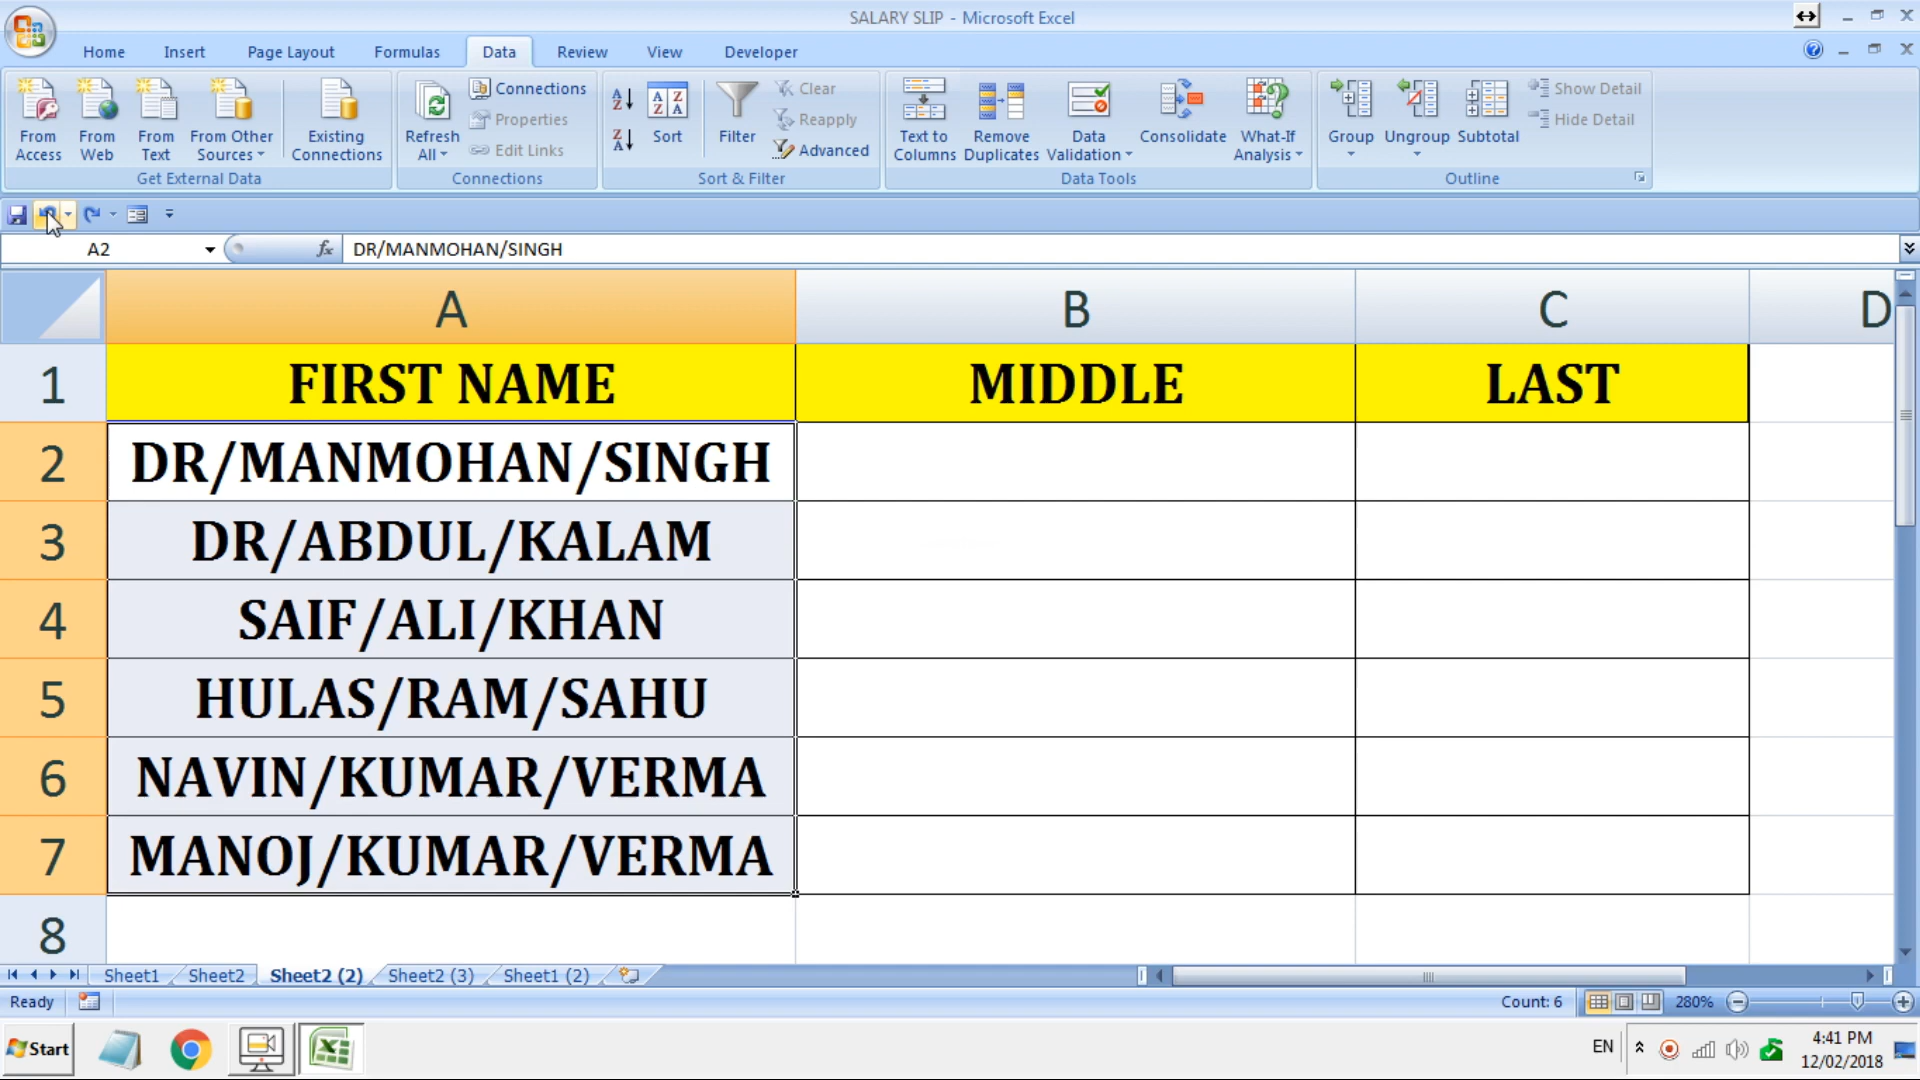 SALARY SLIP - Microsoft Excel
Home Insert Page Layout Formulas Data Review View Developer
From Access
From Web
From Text
From Other Sources
Existing Connections
Get External Data
Refresh All
Connections
Properties
Edit Links
Connections
Sort
Filter
Clear
Reapply
Advanced
Sort & Filter
Text to Columns
Remove Duplicates
Data Validation
Consolidate
What-If Analysis
Data Tools
Group
Ungroup
Subtotal
Show Detail
Hide Detail
Outline
A2 fx DR/MANMOHAN/SINGH
A B C D
1 FIRST NAME MIDDLE LAST
2 DR/MANMOHAN/SINGH
3 DR/ABDUL/KALAM
4 SAIF/ALI/KHAN
5 HULAS/RAM/SAHU
6 NAVIN/KUMAR/VERMA
7 MANOJ/KUMAR/VERMA
8
Sheet1 Sheet2 Sheet2 (2) Sheet2 (3) Sheet1 (2)
Ready Count: 6 280%
Start EN 4:41 PM
12/02/2018